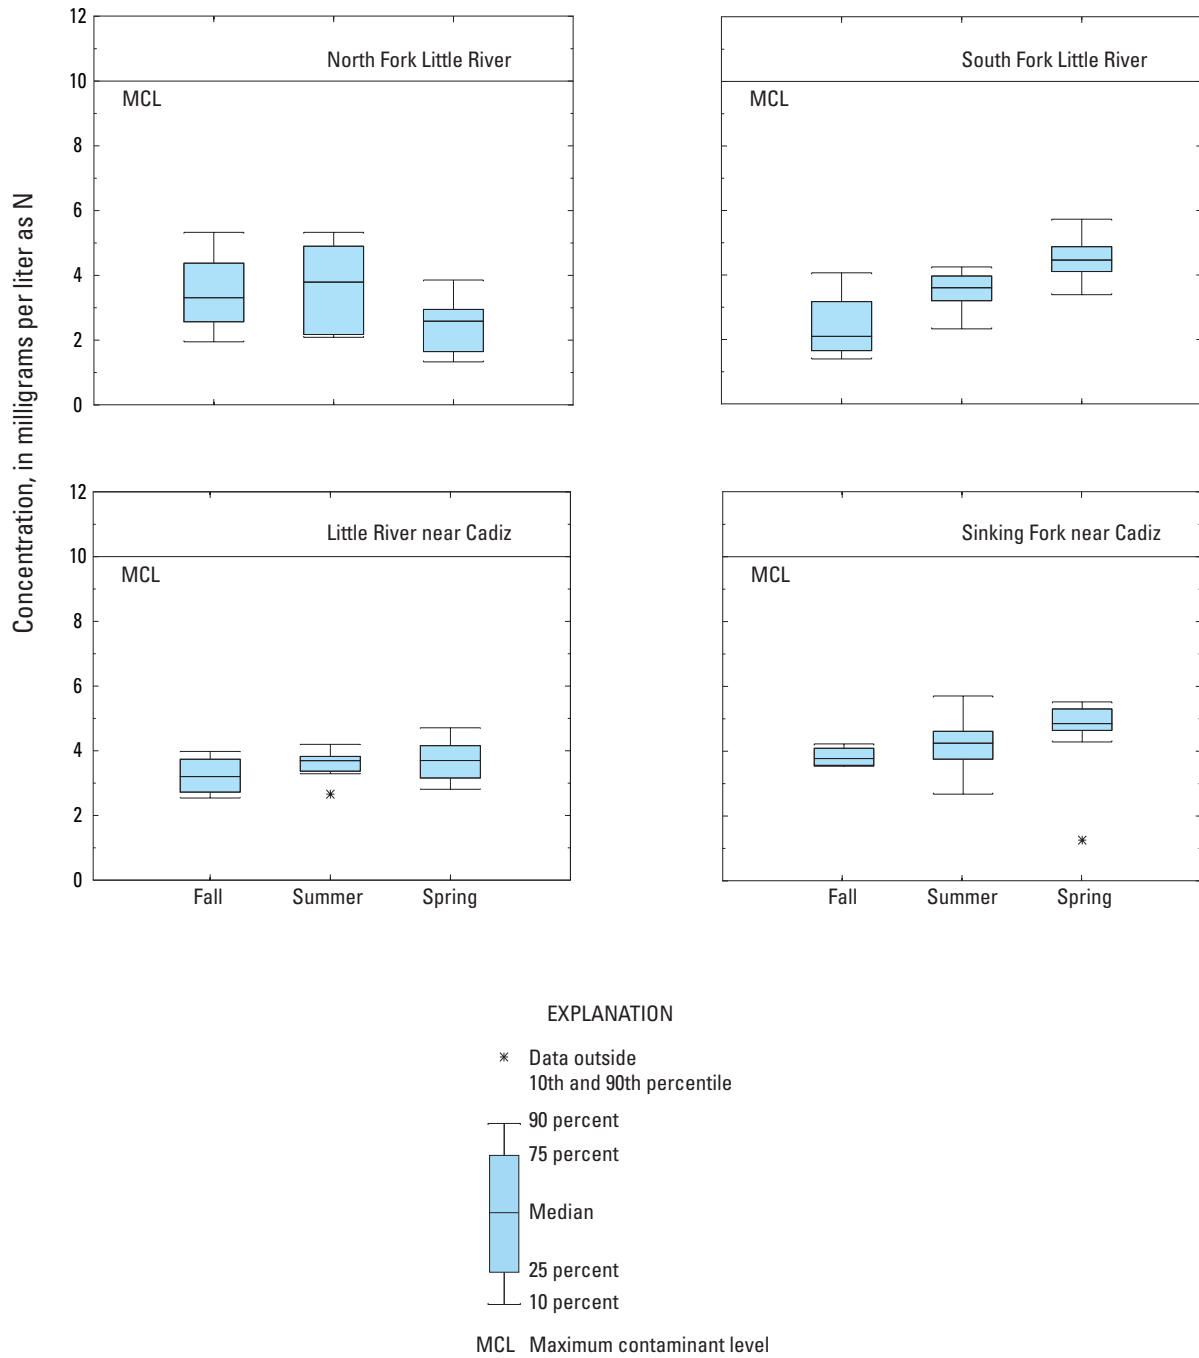 Concentration, in milligrams per liter as N
12
10
8
6
4
2
0
North Fork Little River
MCL
South Fork Little River
MCL
12
10
8
6
4
2
0
Little River near Cadiz
MCL
Fall Summer Spring
Sinking Fork near Cadiz
MCL
Fall Summer Spring
EXPLANATION
* Data outside
10th and 90th percentile
90 percent
75 percent
Median
25 percent
10 percent
MCL Maximum contaminant level